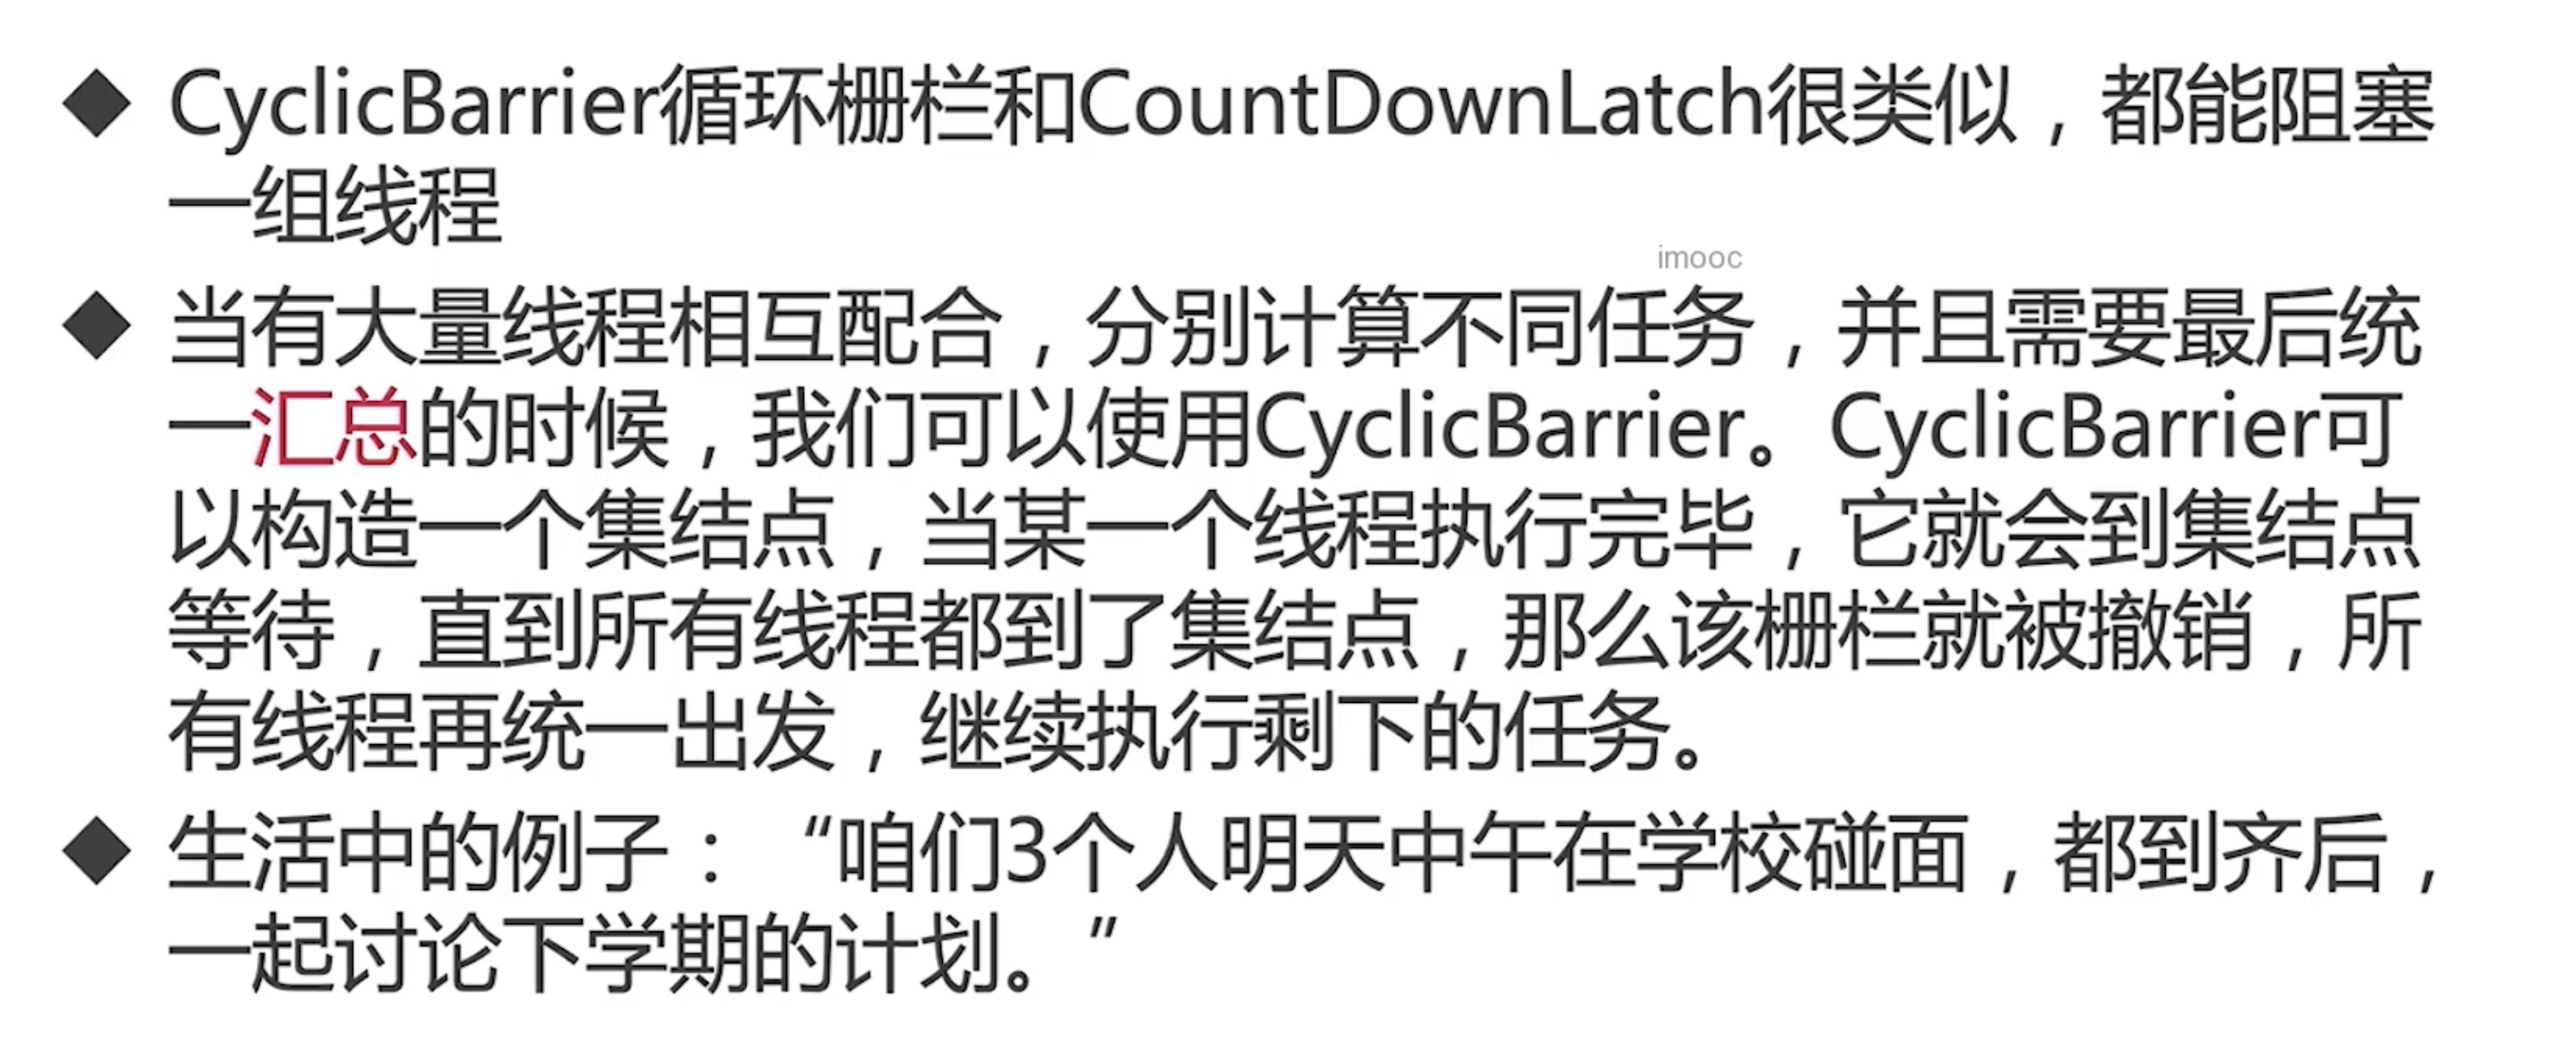 ◆ CyclicBarrier循环栅栏和CountDownLatch很类似，都能阻塞
一组线程
imooc
◆ 当有大量线程相互配合，分别计算不同任务，并且需要最后统
一汇总的时候，我们可以使用CyclicBarrier。CyclicBarrier可
以构造一个集结点，当某一个线程执行完毕，它就会到集结点
等待，直到所有线程都到了集结点，那么该栅栏就被撤销，所
有线程再统一出发，继续执行剩下的任务。
◆ 生活中的例子：“咱们3个人明天中午在学校碰面，都到齐后，
一起讨论下学期的计划。”